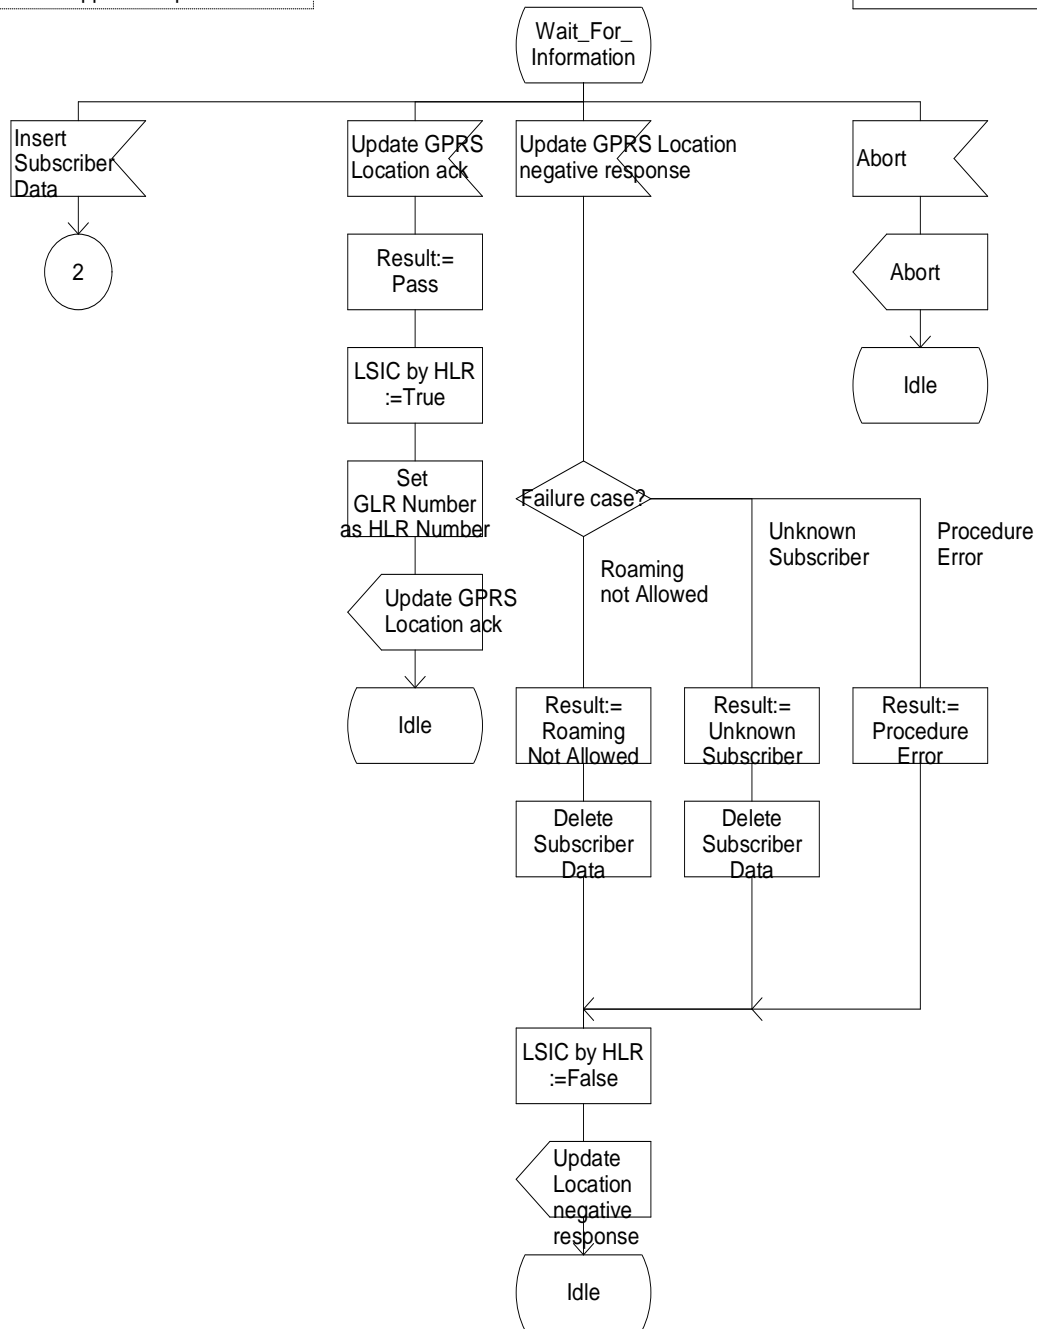 Wait_For_
Information
Insert
Subscriber
Data
Update GPRS
Location ack
Update GPRS Location
negative response
Abort
2
Result:=
Pass
Abort
LSIC by HLR
:=True
Idle
Set
GLR Number
as HLR Number
Failure case?
Unknown
Subscriber
Procedure
Error
Roaming
not Allowed
Update GPRS
Location ack
Idle
Result:=
Roaming
Not Allowed
Result:=
Unknown
Subscriber
Result:=
Procedure
Error
Delete
Subscriber
Data
Delete
Subscriber
Data
LSIC by HLR
:=False
Update
Location
negative
response
Idle